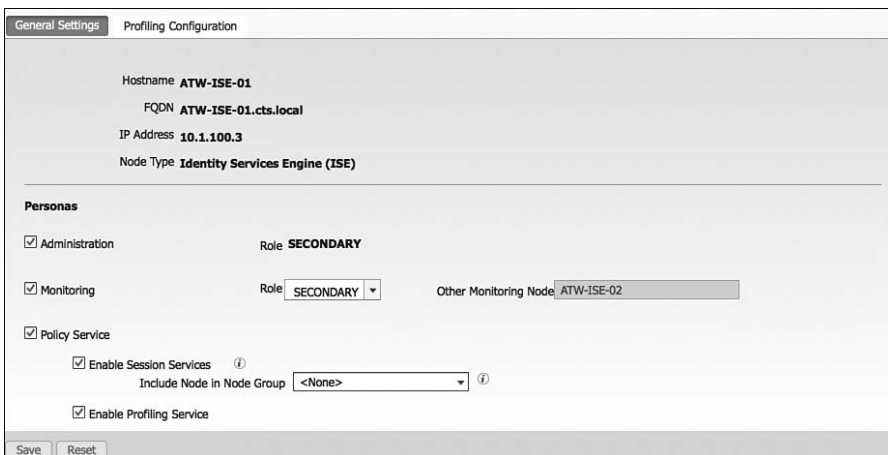 General Settings Profiling Configuration
Hostname ATW-ISE-01
FQDN ATW-ISE-01.cts.local
IP Address 10.1.100.3
Node Type Identity Services Engine (ISE)
Personas
Administration Role SECONDARY
Monitoring Role SECONDARY Other Monitoring Node ATW-ISE-02
Policy Service
Enable Session Services i
Include Node in Node Group <None> i
Enable Profiling Service
Save Reset